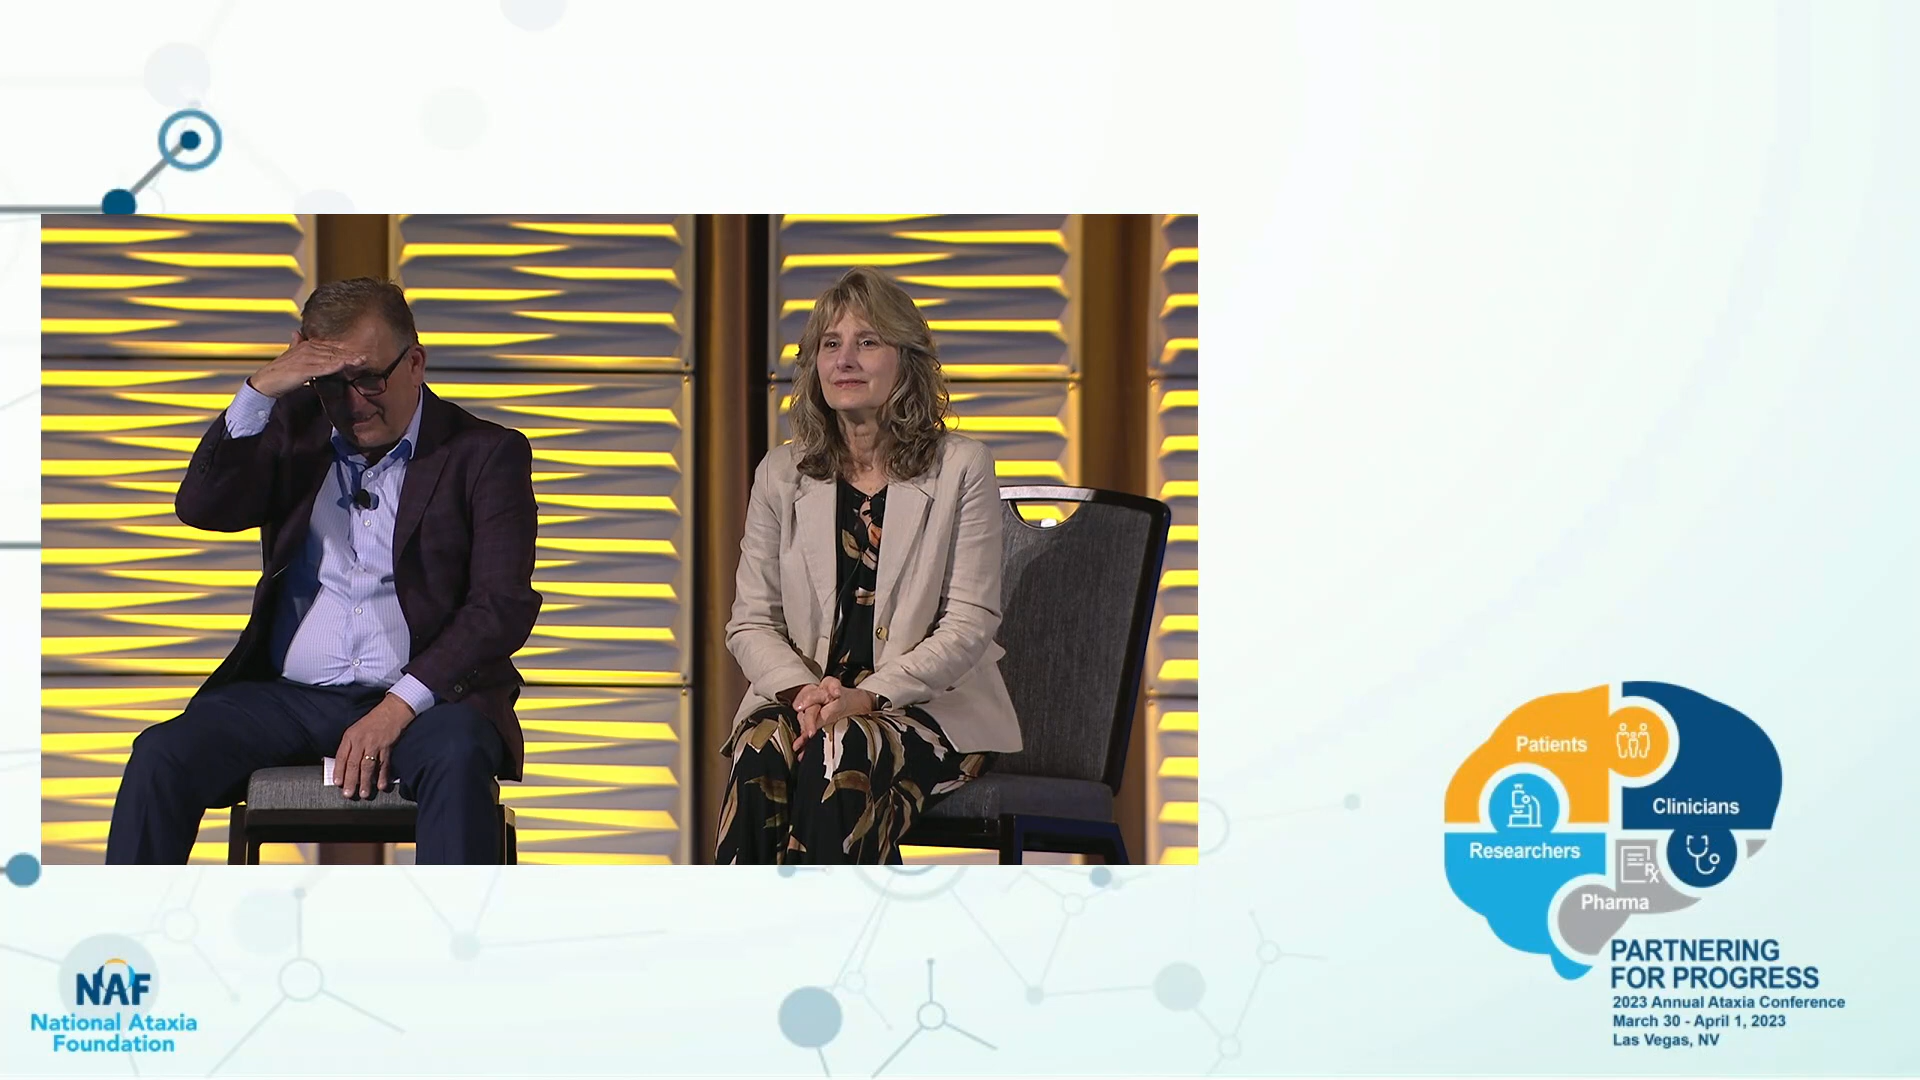 Patients
Clinicians
Researchers
Rx
Pharma
PARTNERING
FOR PROGRESS
2023 Annual Ataxia Conference
March 30 - April 1, 2023
Las Vegas, NV
NAF
National Ataxia
Foundation